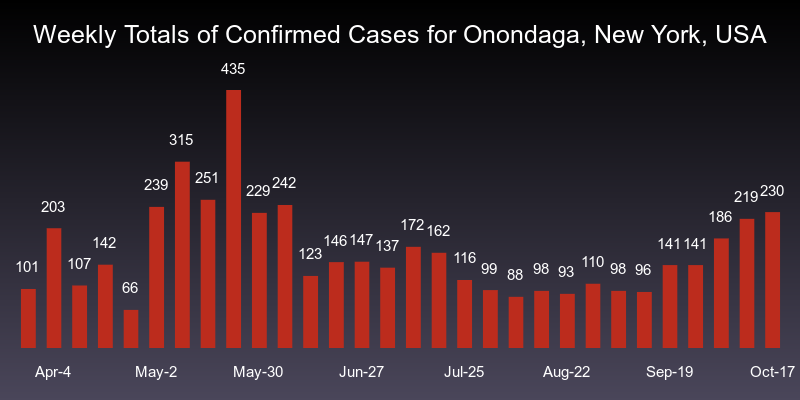 Weekly Totals of Confirmed Cases for Onondaga, New York, USA
101 203 107 142 66 239 315 251 435 229 242 123 146 147 137 172 162 116 99 88 98 93 110 98 96 141 141 186 219 230
Apr-4 May-2 May-30 Jun-27 Jul-25 Aug-22 Sep-19 Oct-17